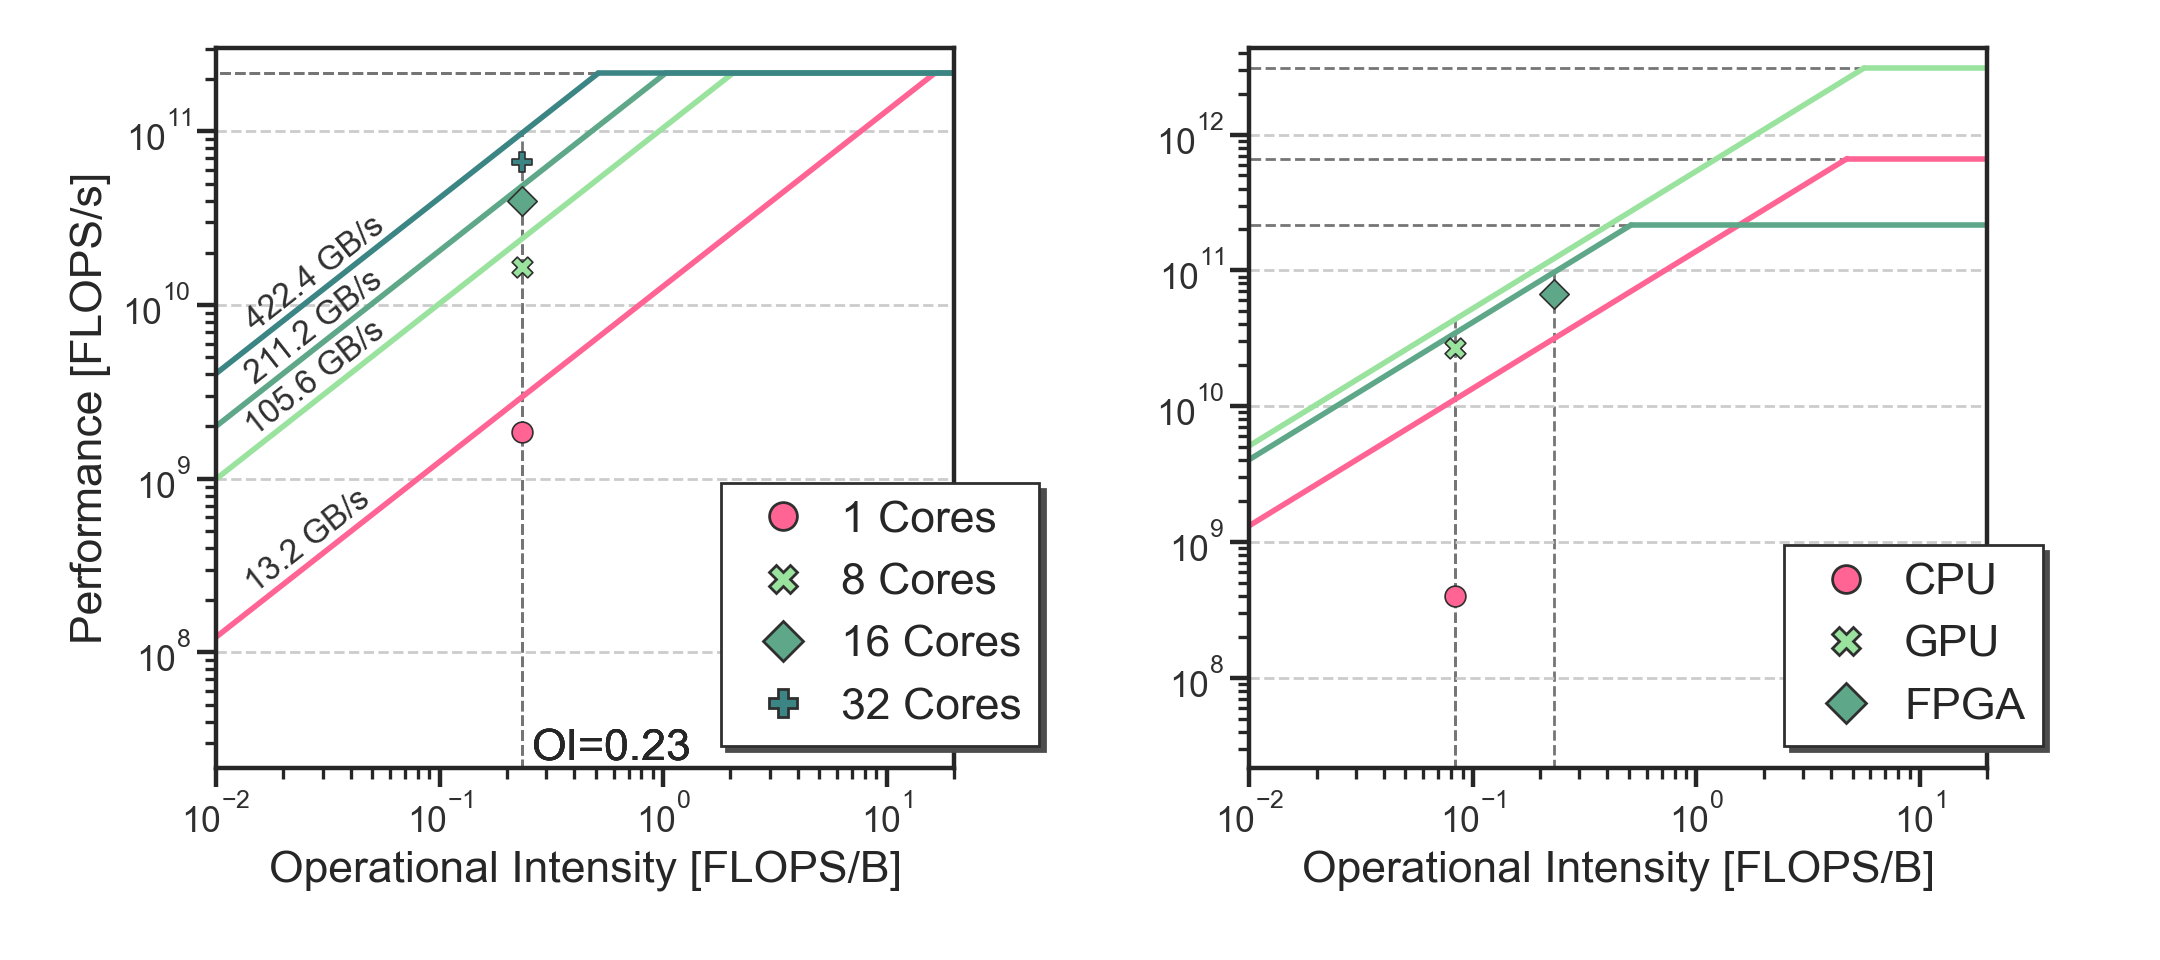 Performance [FLOPS/s]
10^11
10^10
10^9
10^8
422.4 GB/s
211.2 GB/s
105.6 GB/s
13.2 GB/s
OI=0.23
1 Cores
8 Cores
16 Cores
32 Cores
10^−2 10^−1 10^0 10^1
Operational Intensity [FLOPS/B]
10^12
10^11
10^10
10^9
10^8
CPU
GPU
FPGA
10^−2 10^−1 10^0 10^1
Operational Intensity [FLOPS/B]